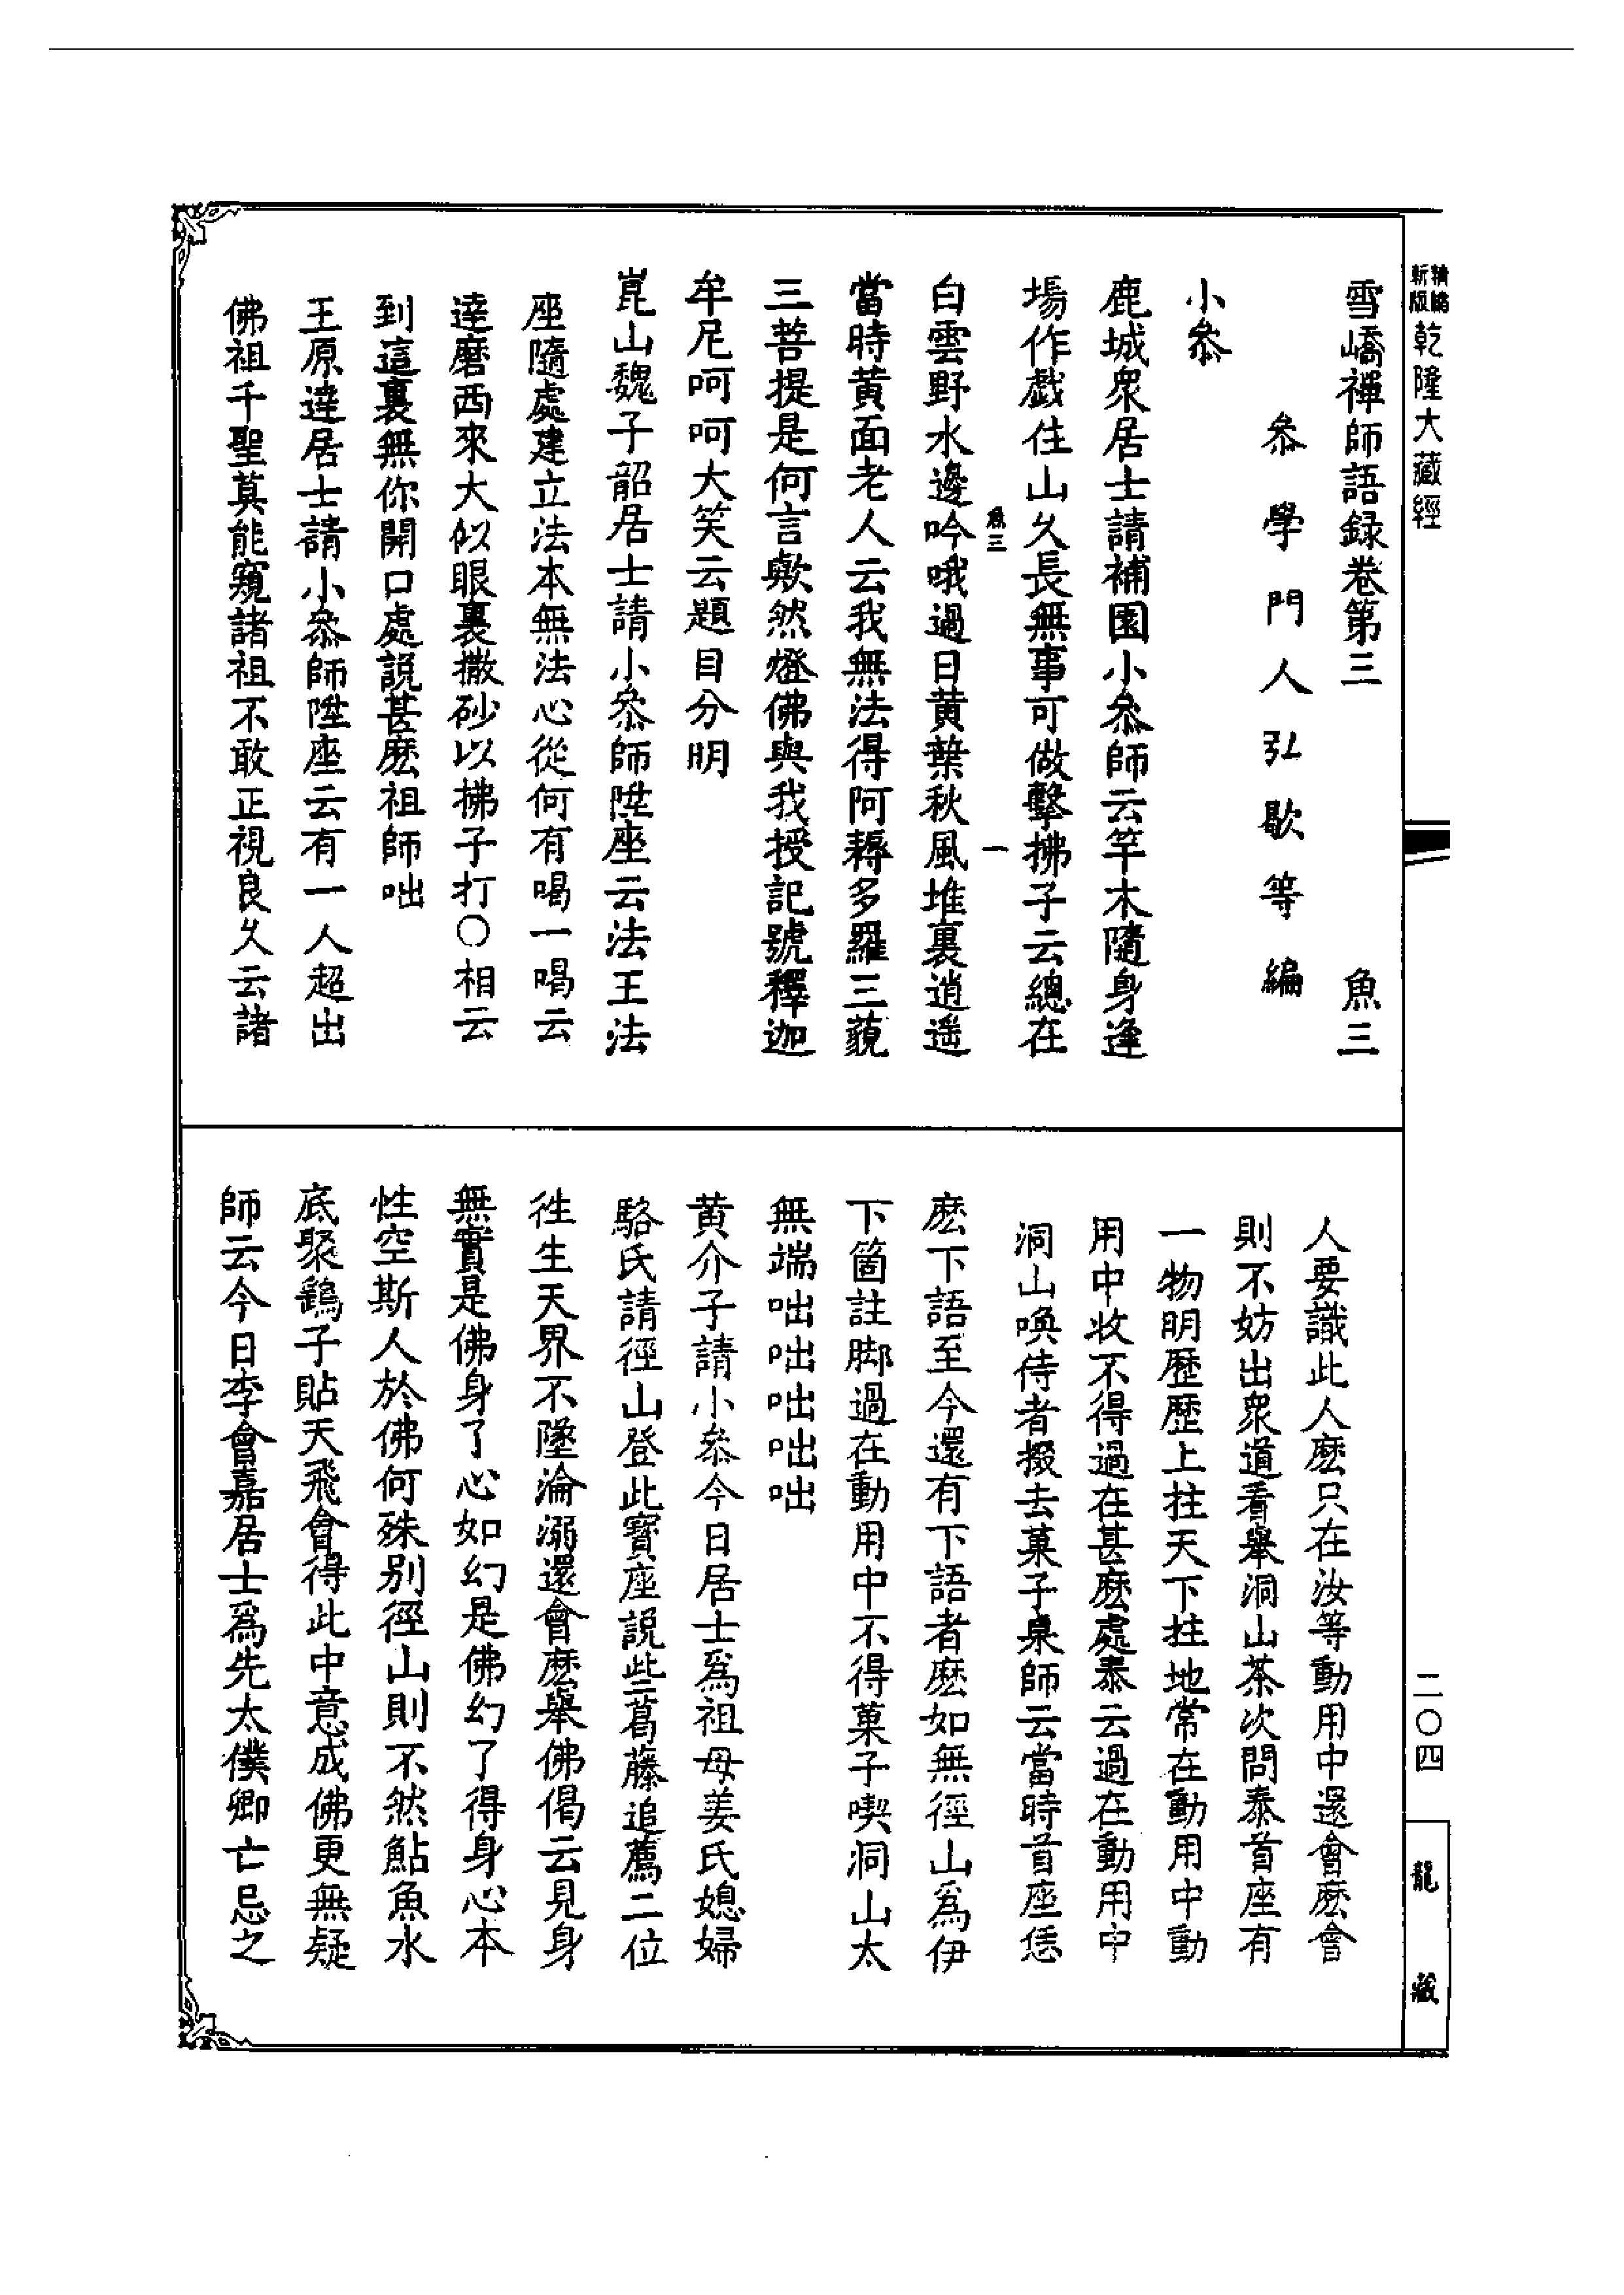 精編
新版
乾隆大藏經
雪嶠禪師語録卷第三
魚三
叅學門人弘歇等編
小叅
鹿城衆居士請補園小叅師云竿木隨身逢
場作戲住山久長無事可做擊拂子云總在
魚三
一
白雲野水邊吟哦過日黄葉秋風堆裏逍遥
當時黄面老人云我無法得阿耨多羅三藐
三菩提是何言歟然燈佛與我授記號釋迦
牟尼呵呵大笑云題目分明
崑山魏子韶居士請小叅師陞座云法王法
座隨處建立法本無法心從何有喝一喝云
達磨西來大似眼裏撒砂以拂子打〇相云
到這裏無你開口處説甚麽祖師咄
王原達居士請小叅師陞座云有一人超出
佛祖千聖莫能窺諸祖不敢正視良久云諸
人要識此人麽只在汝等動用中還會麽會
則不妨出衆道看舉洞山茶次問泰首座有
一物明歷歷上拄天下拄地常在動用中動
用中收不得過在甚麽處泰云過在動用中
洞山喚侍者掇去菓子桌師云當時首座恁
麽下語至今還有下語者麽如無徑山爲伊
下箇註脚過在動用中不得菓子喫洞山太
無端咄咄咄咄咄
黄介子請小叅今日居士爲祖母姜氏媳婦
駱氏請徑山登此寳座説些葛藤追薦二位
徃生天界不墜淪溺還會麽舉佛偈云見身
無實是佛身了心如幻是佛幻了得身心本
性空斯人於佛何殊别徑山則不然鮎魚水
底聚鷂子貼天飛會得此中意成佛更無疑
師云今日李會嘉居士爲先太僕卿亡忌之
二〇四
龍藏